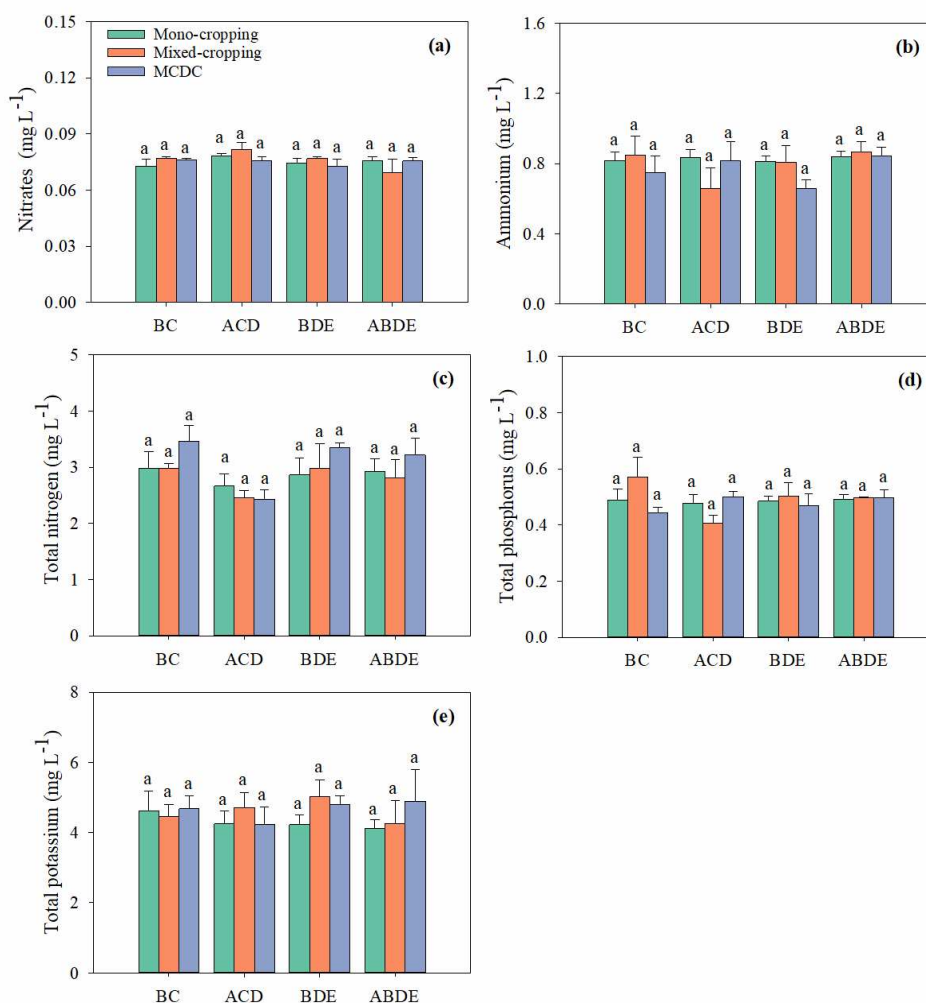 Nitrates (mg L-1)
0.15
0.12
0.09
0.06
0.03
0.00
Mono-cropping
Mixed-cropping
MCDC
(a)
a a a a a a a a a a a a
BC ACD BDE ABDE
Ammonium (mg L-1)
1.6
1.2
0.8
0.4
0.0
(b)
a a a a a a a a a a a a
BC ACD BDE ABDE
Total nitrogen (mg L-1)
5
4
3
2
1
0
(c)
a a a a a a a a a a a a
BC ACD BDE ABDE
Total phosphorus (mg L-1)
1.0
0.8
0.6
0.4
0.2
0.0
(d)
a a a a a a a a a a a a
BC ACD BDE ABDE
Total potassium (mg L-1)
8
6
4
2
0
(e)
a a a a a a a a a a a a
BC ACD BDE ABDE